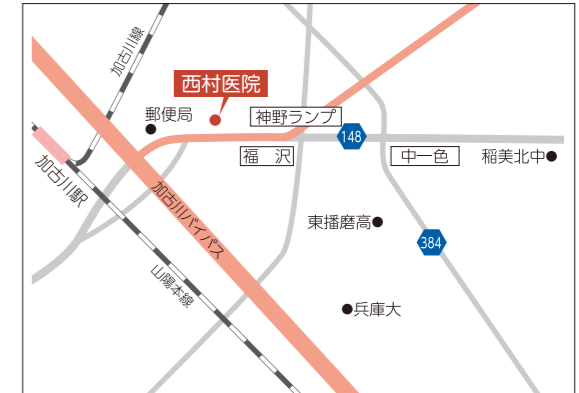 加古川線
西村医院
郵便局
神野ランプ
148
福 沢
中一色
稲美北中
加古川駅
加古川バイパス
東播磨高
384
山陽本線
兵庫大